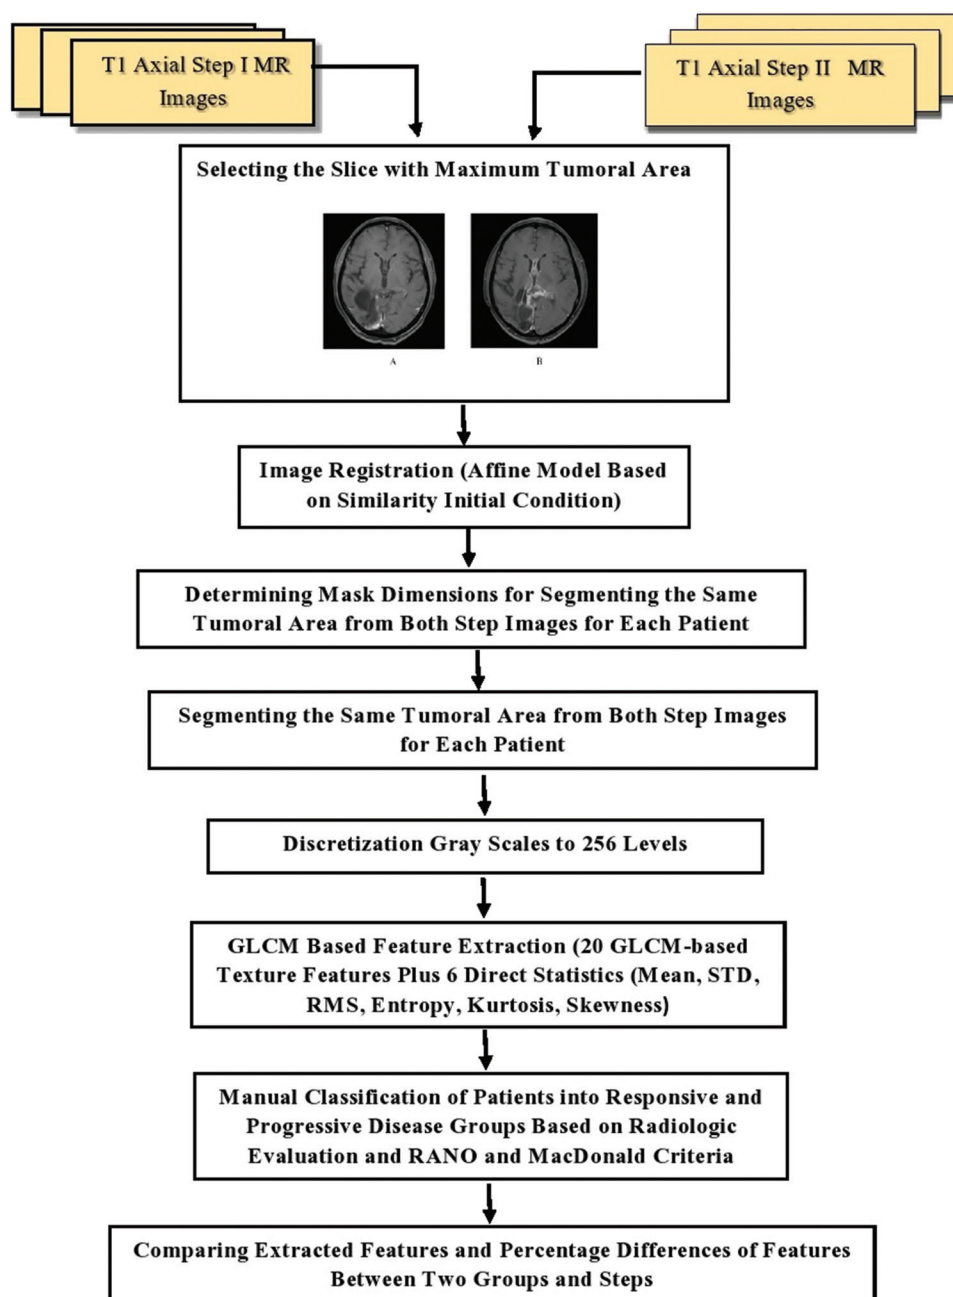 T1 Axial Step I MR
Images
T1 Axial Step II MR
Images
Selecting the Slice with Maximum Tumoral Area
A
B
Image Registration (Affine Model Based
on Similarity Initial Condition)
Determining Mask Dimensions for Segmenting the Same
Tumoral Area from Both Step Images for Each Patient
Segmenting the Same Tumoral Area from Both Step Images
for Each Patient
Discretization Gray Scales to 256 Levels
GLCM Based Feature Extraction (20 GLCM-based
Texture Features Plus 6 Direct Statistics (Mean, STD,
RMS, Entropy, Kurtosis, Skewness)
Manual Classification of Patients into Responsive and
Progressive Disease Groups Based on Radiologic
Evaluation and RANO and MacDonald Criteria
Comparing Extracted Features and Percentage Differences of Features
Between Two Groups and Steps